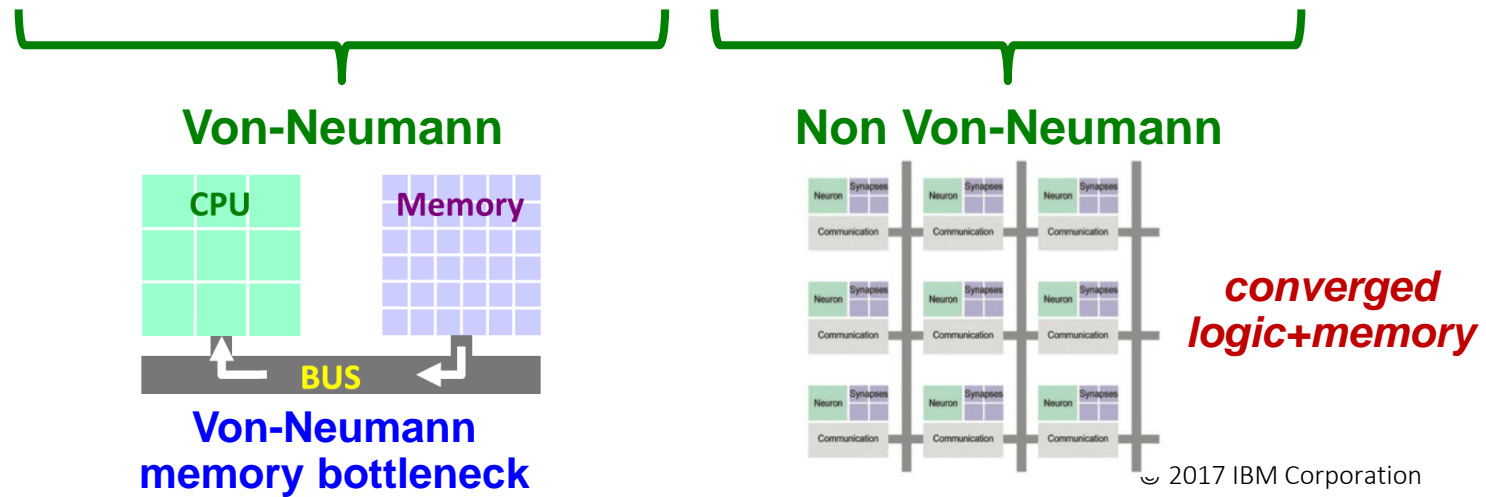 Von-Neumann
CPU
Memory
BUS
Von-Neumann
memory bottleneck
Non Von-Neumann
Neuron Synapses Neuron Synapses Neuron Synapses
Communication Communication Communication
Neuron Synapses Neuron Synapses Neuron Synapses
Communication Communication Communication
Neuron Synapses Neuron Synapses Neuron Synapses
Communication Communication Communication
converged
logic+memory
© 2017 IBM Corporation